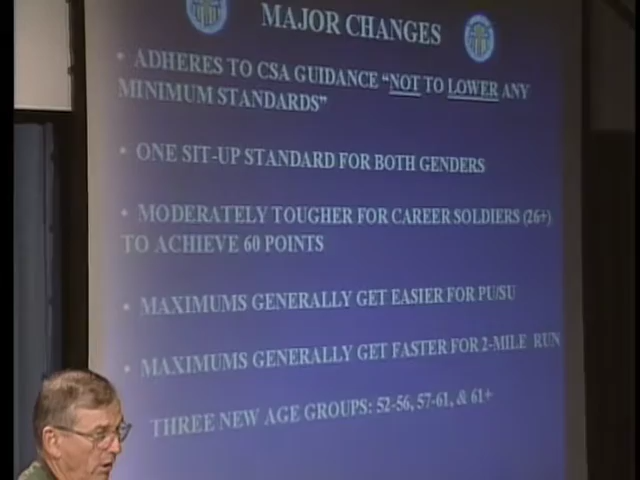 MAJOR CHANGES
• ADHERES TO CSA GUIDANCE “NOT TO LOWER ANY
MINIMUM STANDARDS”
• ONE SIT-UP STANDARD FOR BOTH GENDERS
• MODERATELY TOUGHER FOR CAREER SOLDIERS (26+)
TO ACHIEVE 60 POINTS
• MAXIMUMS GENERALLY GET EASIER FOR PU/SU
• MAXIMUMS GENERALLY GET FASTER FOR 2-MILE RUN
THREE NEW AGE GROUPS: 52-56, 57-61, & 61+